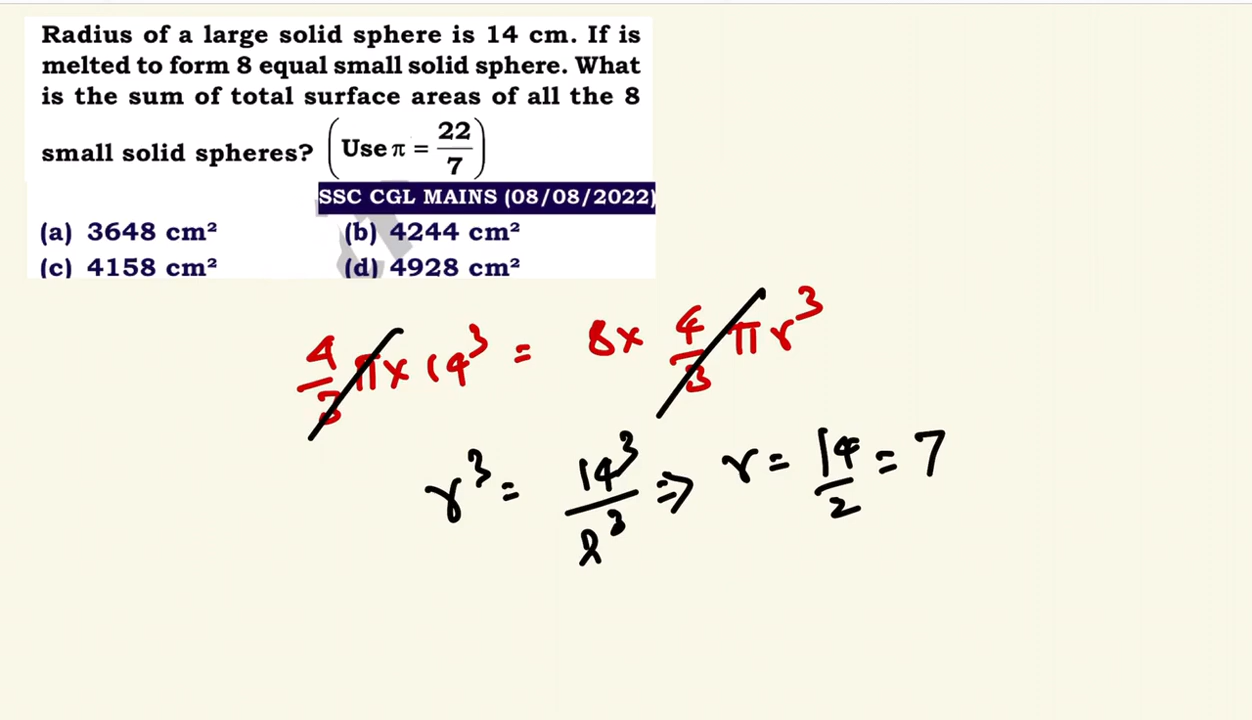 Radius of a large solid sphere is 14 cm. If is
melted to form 8 equal small solid sphere. What
is the sum of total surface areas of all the 8
small solid spheres? (Use π = 22/7)
SSC CGL MAINS (08/08/2022)
(a) 3648 cm² (b) 4244 cm²
(c) 4158 cm² (d) 4928 cm²
4/3 π x 14³ = 8x 4/3 π r³
r³ = 14³/2³ ⇒ r = 14/2 = 7